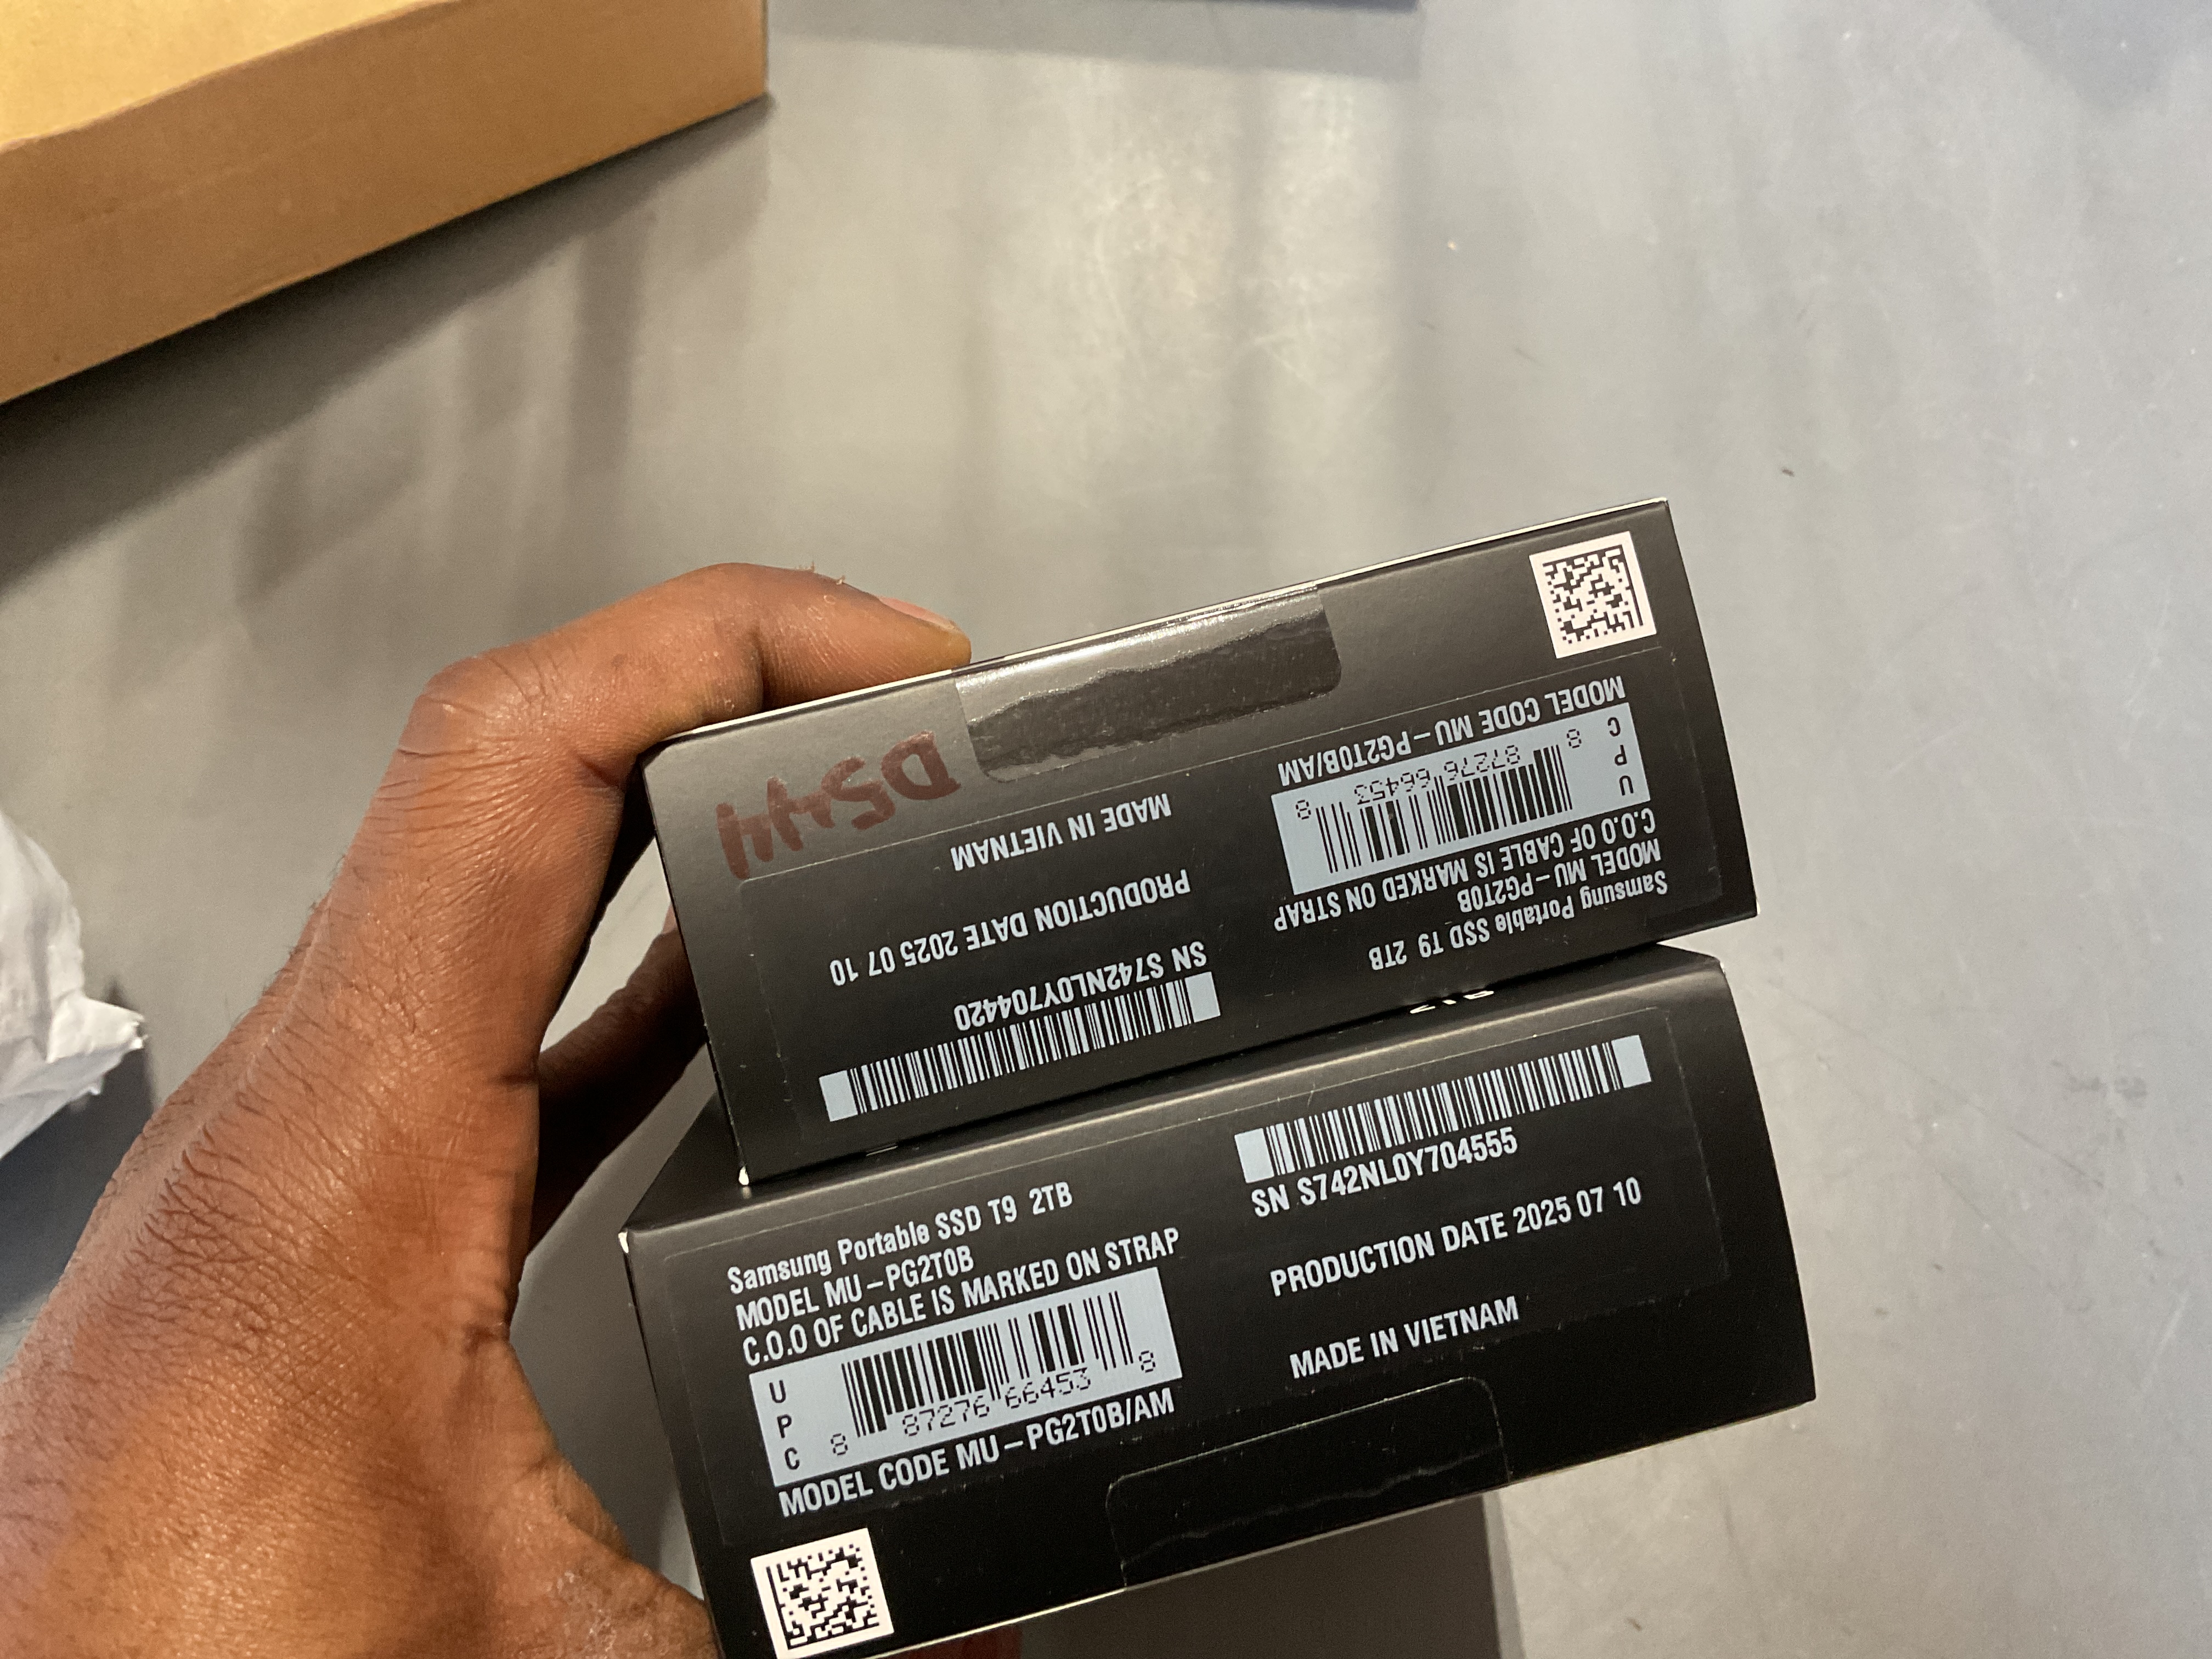 Samsung Portable SSD T9 2TB
MODEL MU-PG2T0B
C.O.O OF CABLE IS MARKED ON STRAP
U P C
8 87276 66453 8
MODEL CODE MU-PG2T0B/AM
SN S742NL0Y704420
PRODUCTION DATE 2025 07 10
MADE IN VIETNAM
Samsung Portable SSD T9 2TB
MODEL MU-PG2T0B
C.O.O OF CABLE IS MARKED ON STRAP
U P C
8 87276 66453 8
MODEL CODE MU-PG2T0B/AM
SN S742NL0Y704555
PRODUCTION DATE 2025 07 10
MADE IN VIETNAM